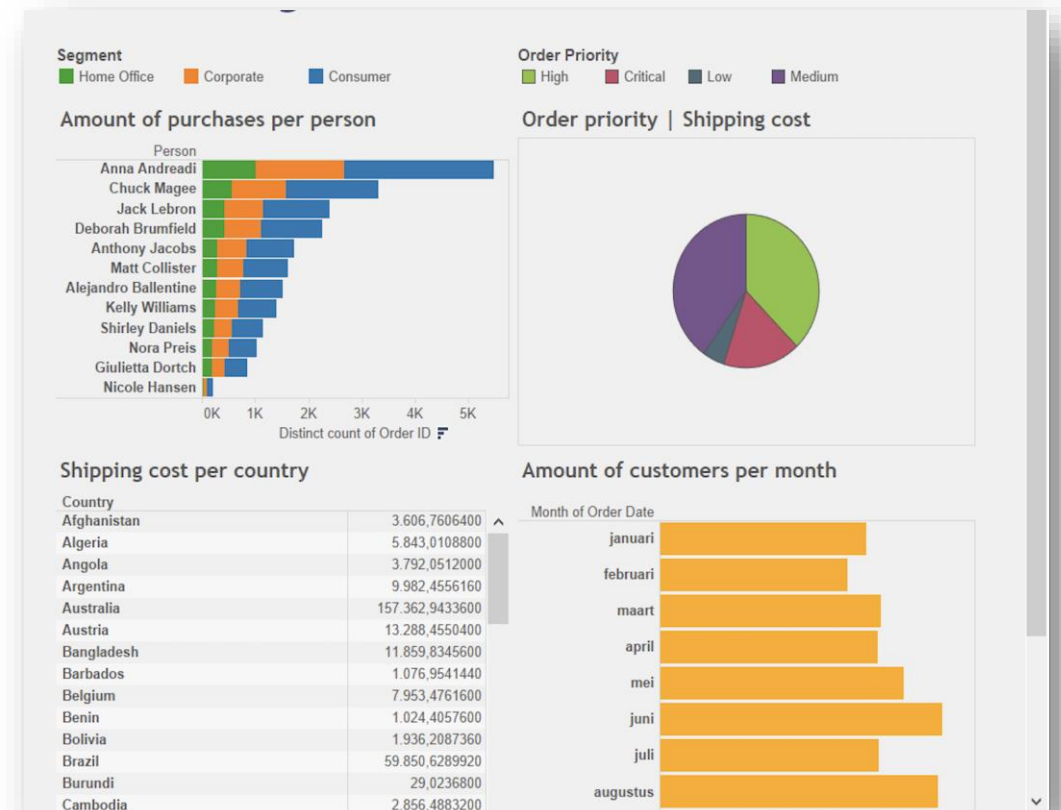 Segment
Home Office Corporate Consumer
Order Priority
High Critical Low Medium
Amount of purchases per person
Person
Anna Andreadi
Chuck Magee
Jack Lebron
Deborah Brumfield
Anthony Jacobs
Matt Collister
Alejandro Ballentine
Kelly Williams
Shirley Daniels
Nora Preis
Giulietta Dortch
Nicole Hansen
0K 1K 2K 3K 4K 5K
Distinct count of Order ID
Order priority | Shipping cost
Shipping cost per country
Country
Afghanistan 3.606,7606400
Algeria 5.843,0108800
Angola 3.792,0512000
Argentina 9.982,4556160
Australia 157.362,9433600
Austria 13.288,4550400
Bangladesh 11.859,8345600
Barbados 1.076,9541440
Belgium 7.953,4761600
Benin 1.024,4057600
Bolivia 1.936,2087360
Brazil 59.850,6289920
Burundi 29,0236800
Cambodia 2.856,4883200
Amount of customers per month
Month of Order Date
januari
februari
maart
april
mei
juni
juli
augustus